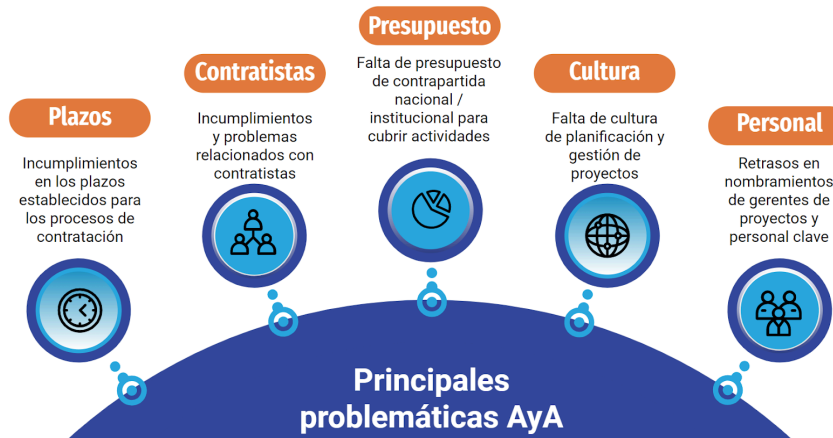 Plazos
Incumplimientos
en los plazos
establecidos para
los procesos de
contratación
Contratistas
Incumplimientos
y problemas
relacionados con
contratistas
Presupuesto
Falta de presupuesto
de contrapartida
nacional /
institucional para
cubrir actividades
Cultura
Falta de cultura
de planificación y
gestión de
proyectos
Personal
Retrasos en
nombramientos
de gerentes de
proyectos y
personal clave
Principales
problemáticas AyA